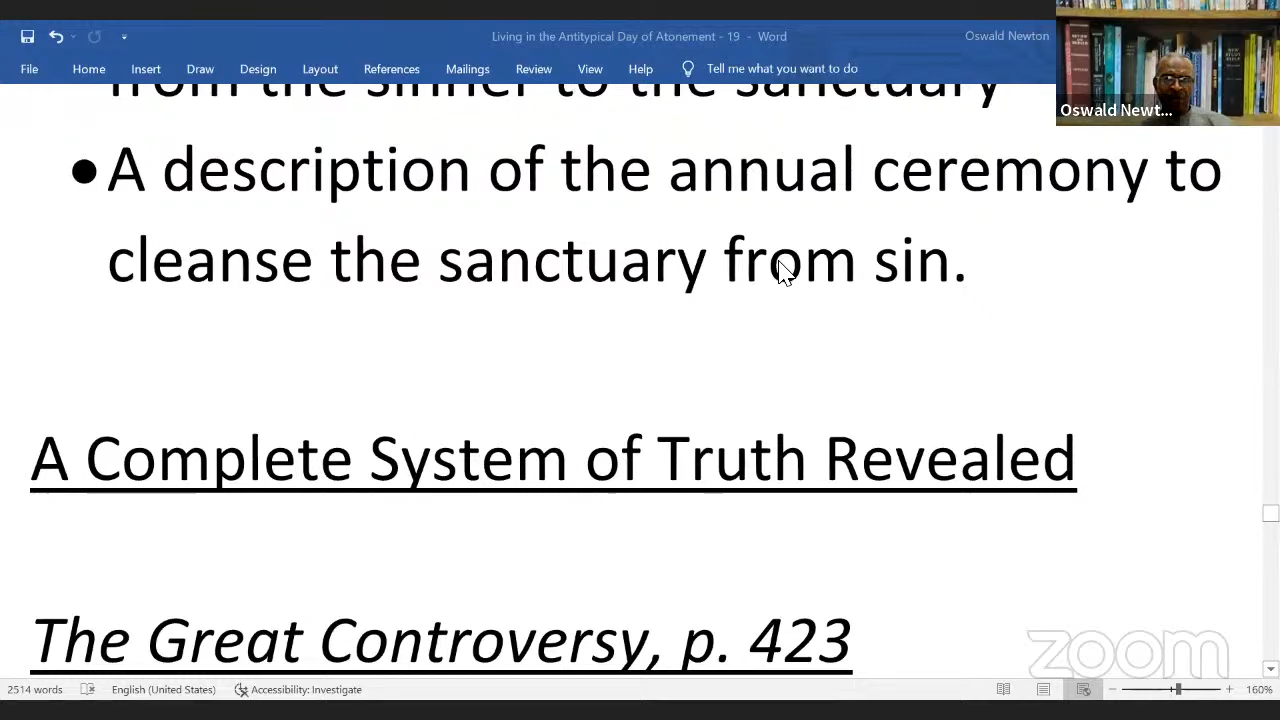 Living in the Antitypical Day of Atonement - 19 - Word
Oswald Newton
File Home Insert Draw Design Layout References Mailings Review View Help Tell me what you want to do
Oswald Newt...
from the sinner to the sanctuary
•A description of the annual ceremony to
cleanse the sanctuary from sin.
A Complete System of Truth Revealed
The Great Controversy, p. 423
zoom
2514 words English (United States) Accessibility: Investigate 160%